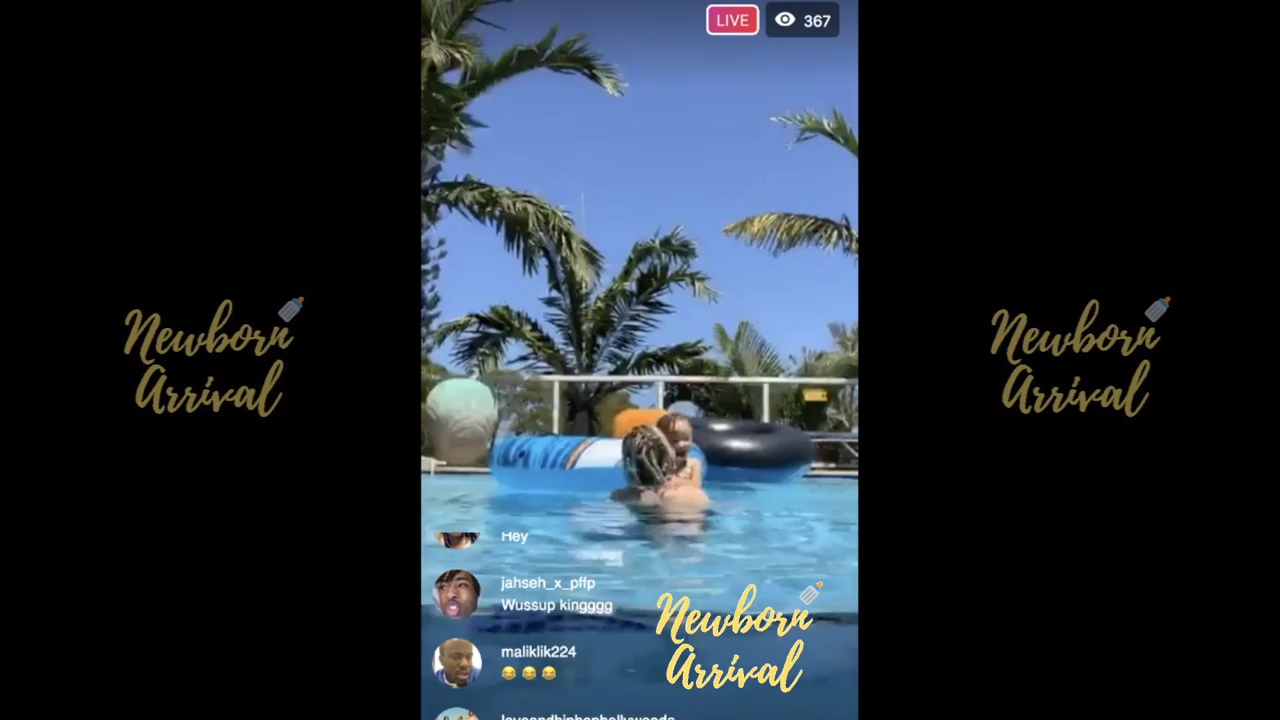 LIVE 367
Newborn
Arrival
Newborn
Arrival
Hey
jahseh_x_pffp
Wussup kingggg
maliklik224
😂 😂 😂
Newborn
Arrival